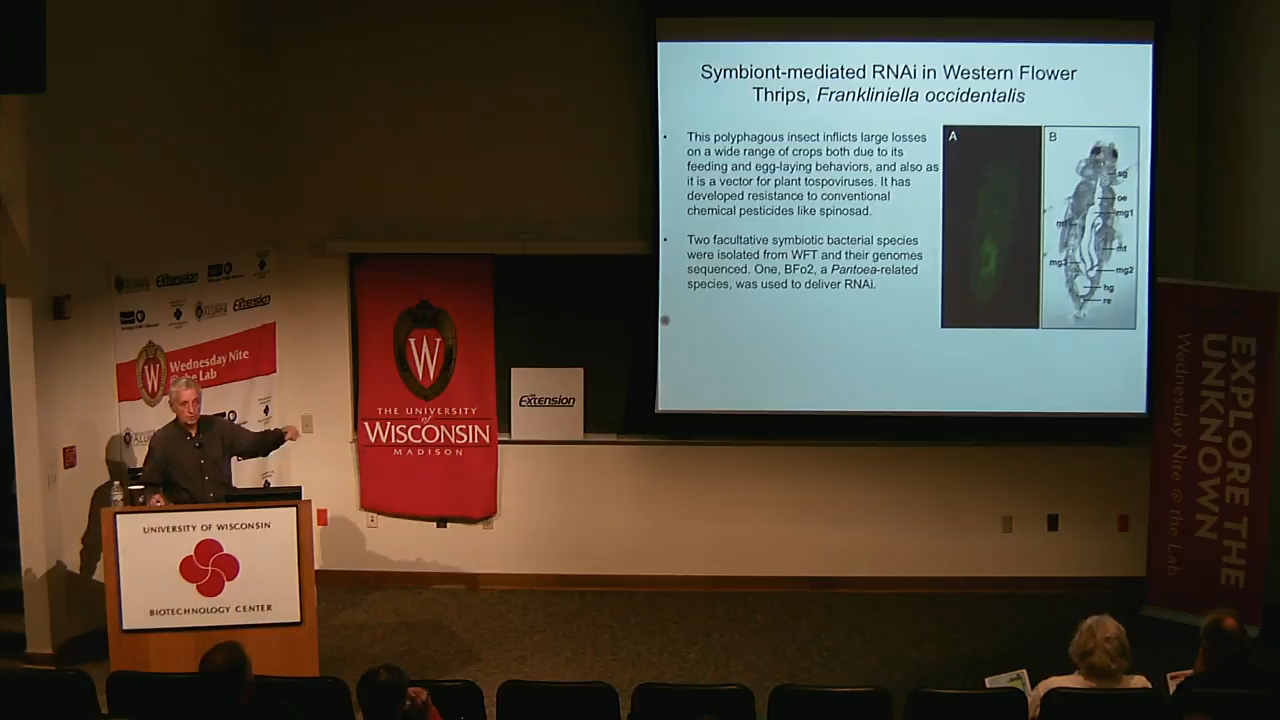 Symbiont-mediated RNAi in Western Flower
Thrips, Frankliniella occidentalis
• This polyphagous insect inflicts large losses
on a wide range of crops both due to its
feeding and egg-laying behaviors, and also as
it is a vector for plant tospoviruses. It has
developed resistance to conventional
chemical pesticides like spinosad.
• Two facultative symbiotic bacterial species
were isolated from WFT and their genomes
sequenced. One, BFo2, a Pantoea-related
species, was used to deliver RNAi.
A
B
sg
oe
mg1
mt
mg3
mg2
hg
re
Extension
Extension
Wednesday Nite
@ the Lab
W
W
THE UNIVERSITY
of
WISCONSIN
MADISON
Extension
UNIVERSITY OF WISCONSIN
BIOTECHNOLOGY CENTER
EXPLORE THE
UNKNOWN
Wednesday Nite @ the Lab